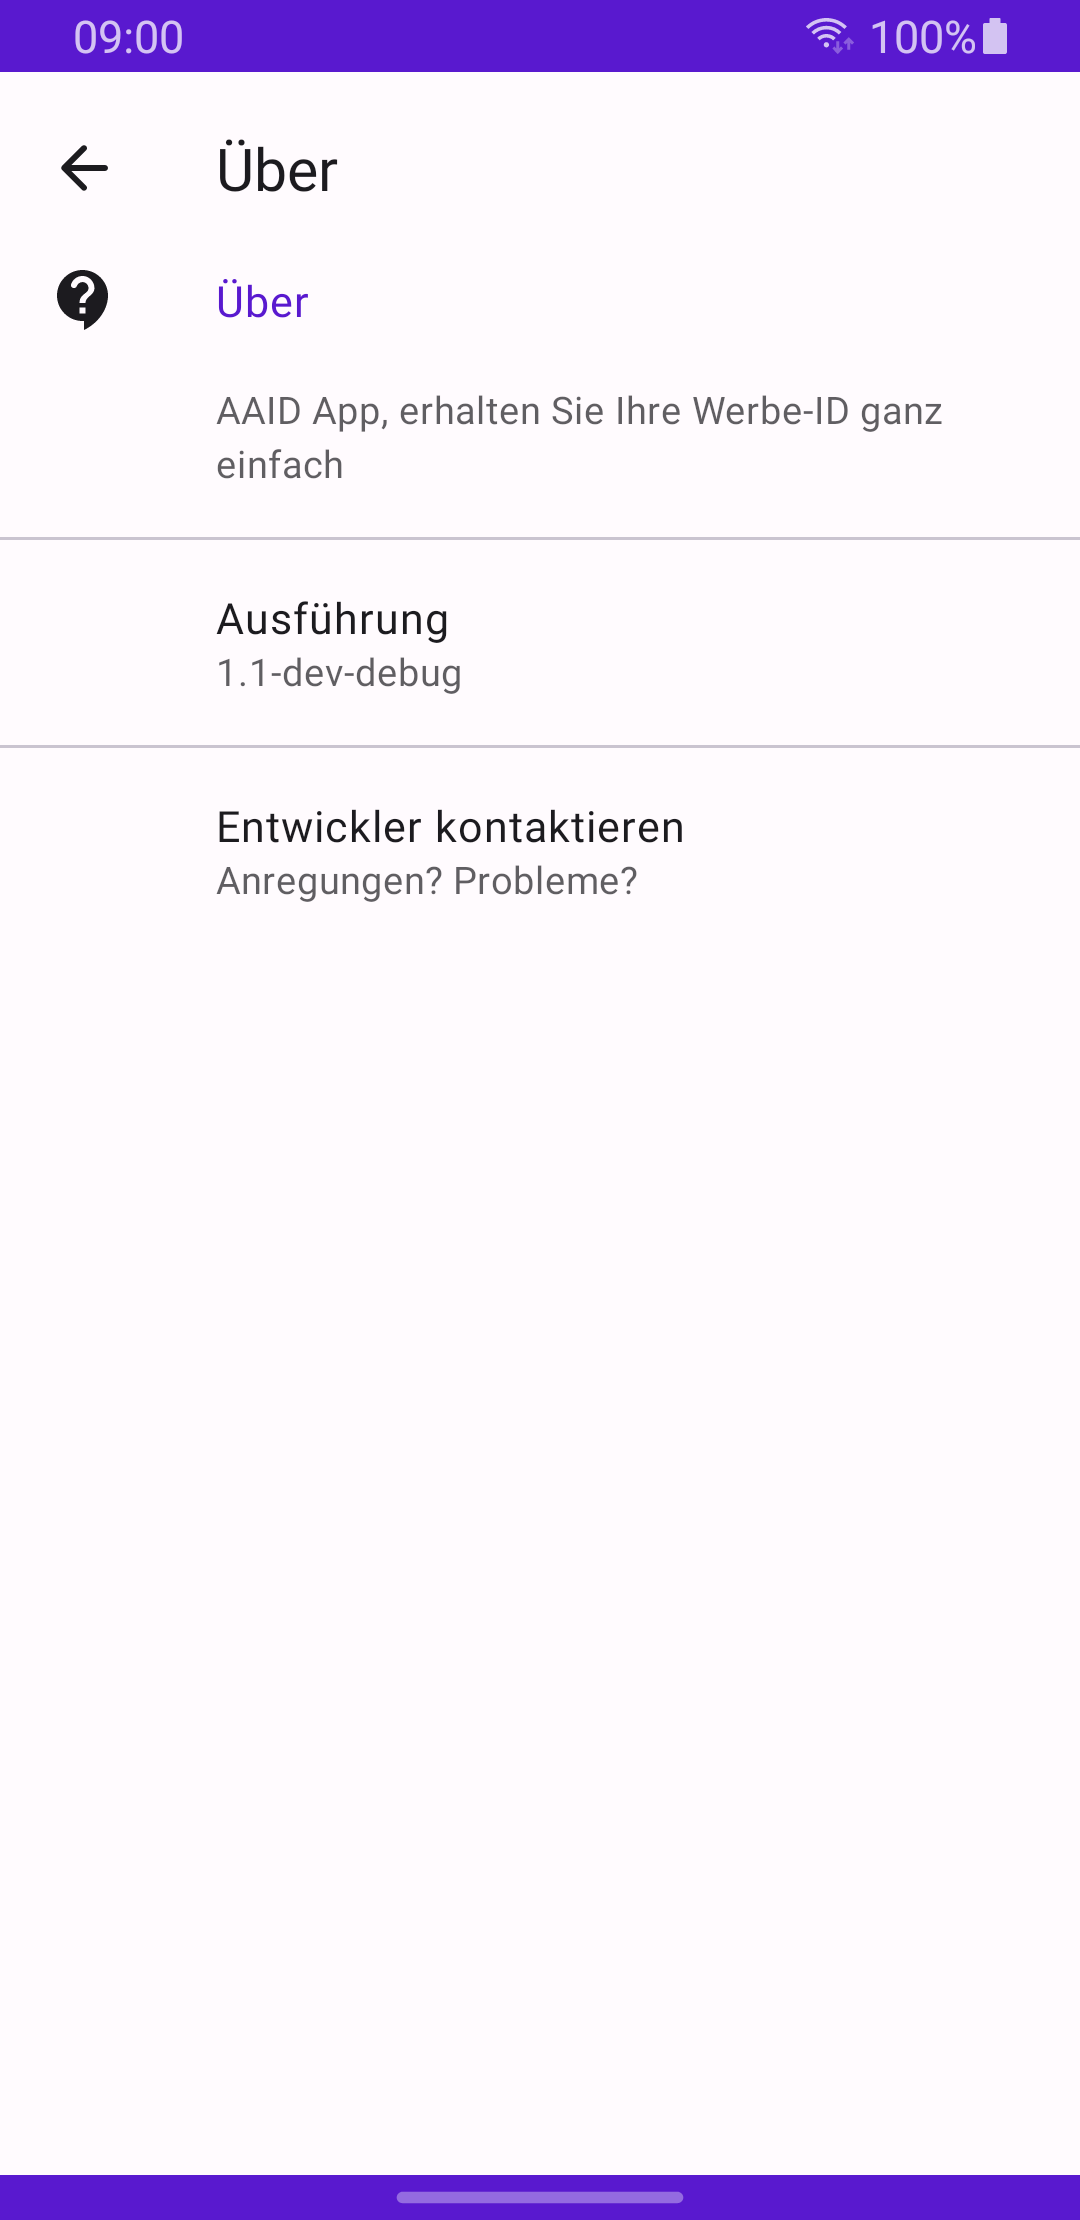 09:00 100%
Über
Über
AAID App, erhalten Sie Ihre Werbe-ID ganz
einfach
Ausführung
1.1-dev-debug
Entwickler kontaktieren
Anregungen? Probleme?